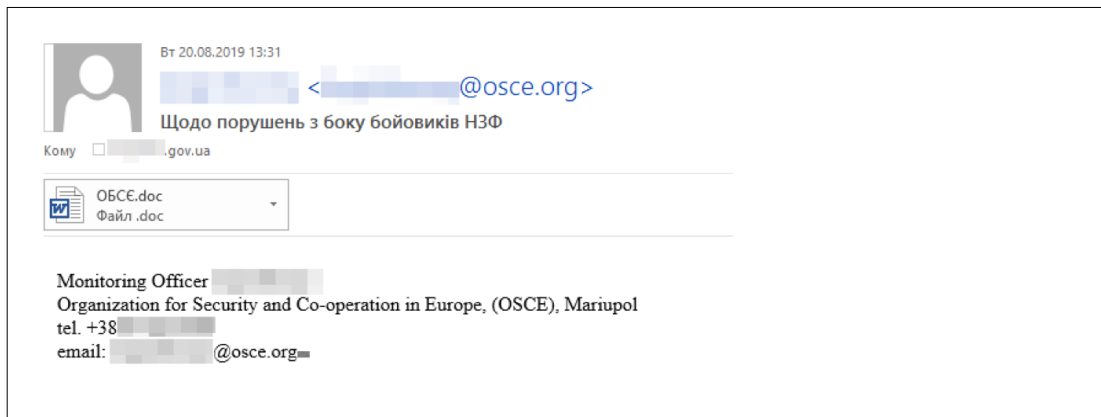 Вт 20.08.2019 13:31
< @osce.org>
Щодо порушень з боку бойовиків НЗФ
Кому .gov.ua
ОБСЄ.doc
Файл .doc
Monitoring Officer
Organization for Security and Co-operation in Europe, (OSCE), Mariupol
tel. +38
email: @osce.org